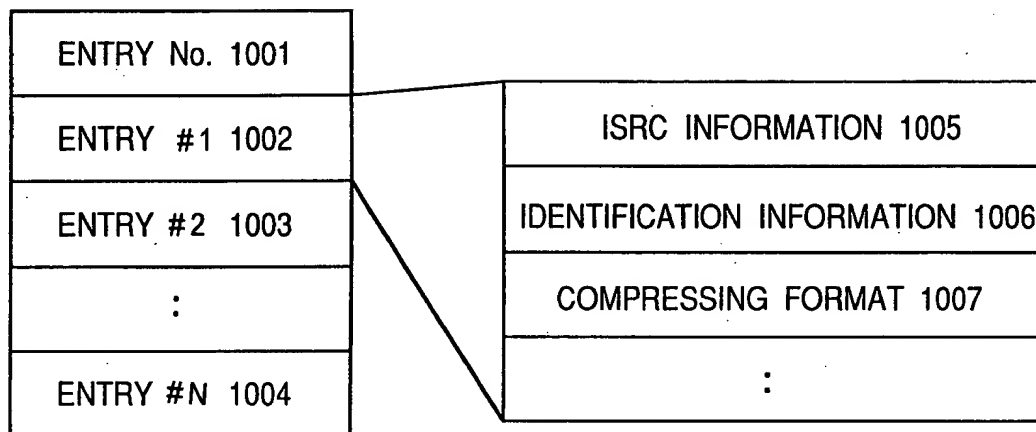 ENTRY No. 1001
ENTRY #1 1002
ENTRY #2 1003
:
ENTRY #N 1004
ISRC INFORMATION 1005
IDENTIFICATION INFORMATION 1006
COMPRESSING FORMAT 1007
: